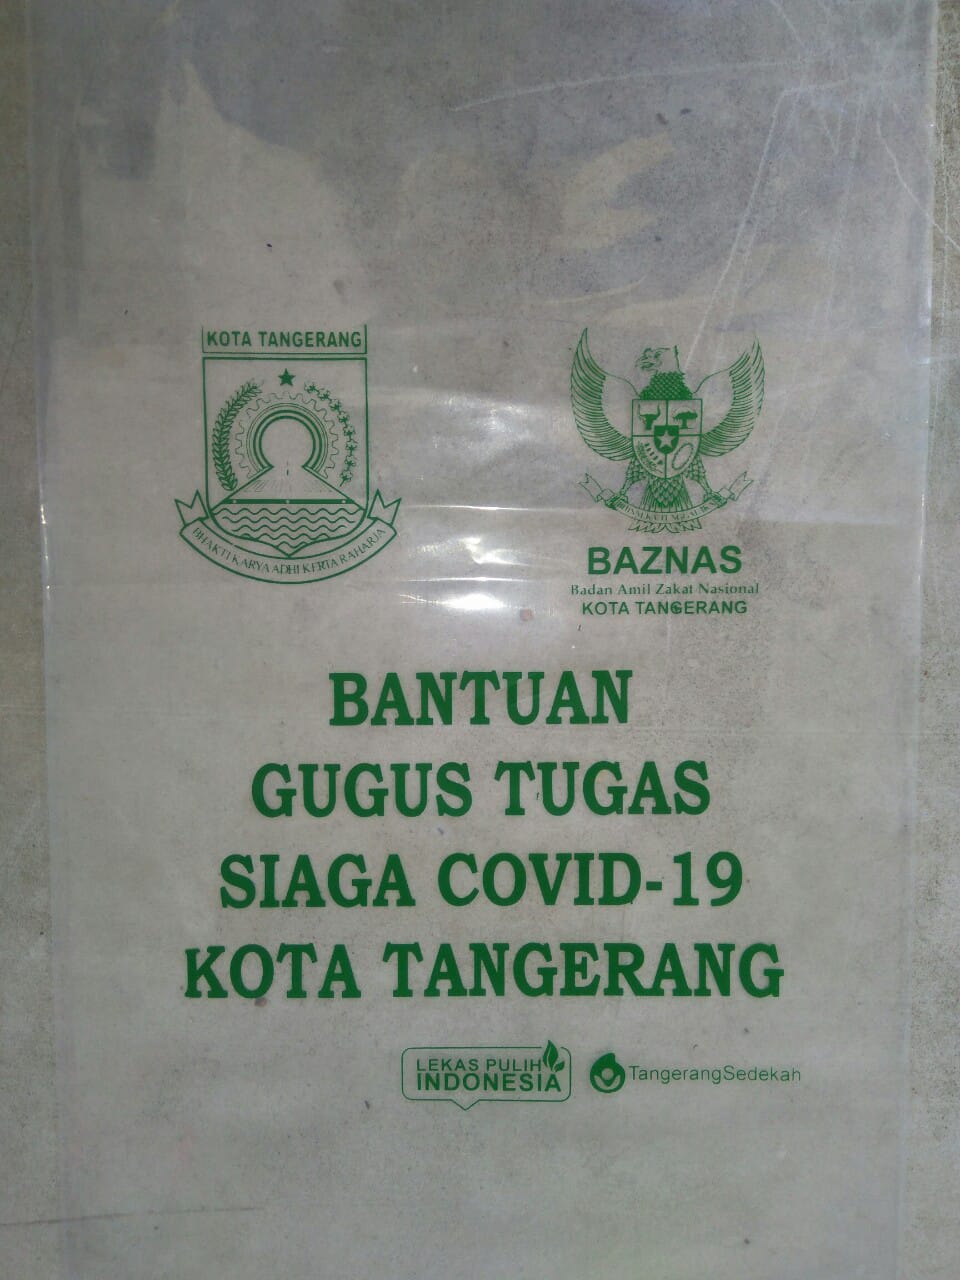 KOTA TANGERANG
BHAKTI KARYA ADHI KERTA RAHARJA
BAZNAS
Badan Amil Zakat Nasional
KOTA TANGERANG
BANTUAN
GUGUS TUGAS
SIAGA COVID-19
KOTA TANGERANG
LEKAS PULIH
INDONESIA
TangerangSedekah